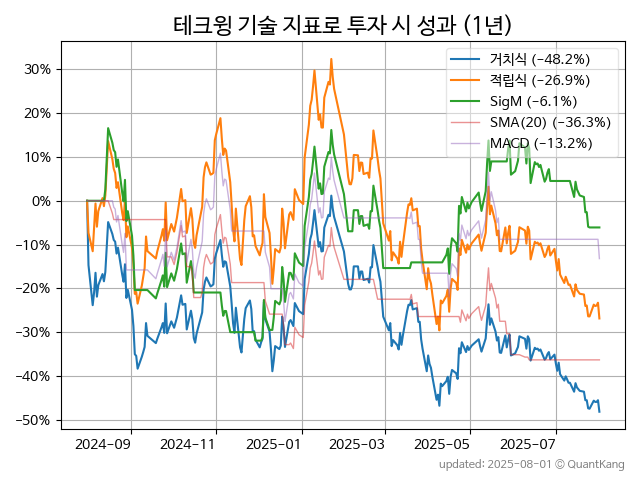 테크윙 기술 지표로 투자 시 성과 (1년)
거치식 (−48.2%)
적립식 (−26.9%)
SigM (−6.1%)
SMA(20) (−36.3%)
MACD (−13.2%)
30%
20%
10%
0%
−10%
−20%
−30%
−40%
−50%
2024-09 2024-11 2025-01 2025-03 2025-05 2025-07
updated: 2025-08-01 © QuantKang